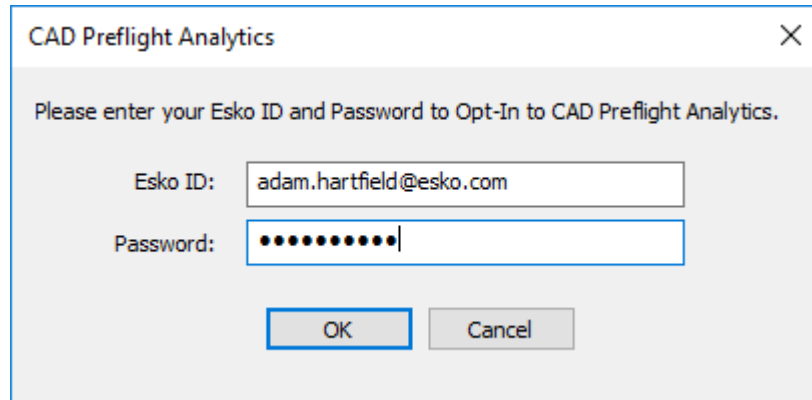 CAD Preflight Analytics
Please enter your Esko ID and Password to Opt-In to CAD Preflight Analytics.
Esko ID: adam.hartfield@esko.com
Password: ●●●●●●●●●●
OK Cancel